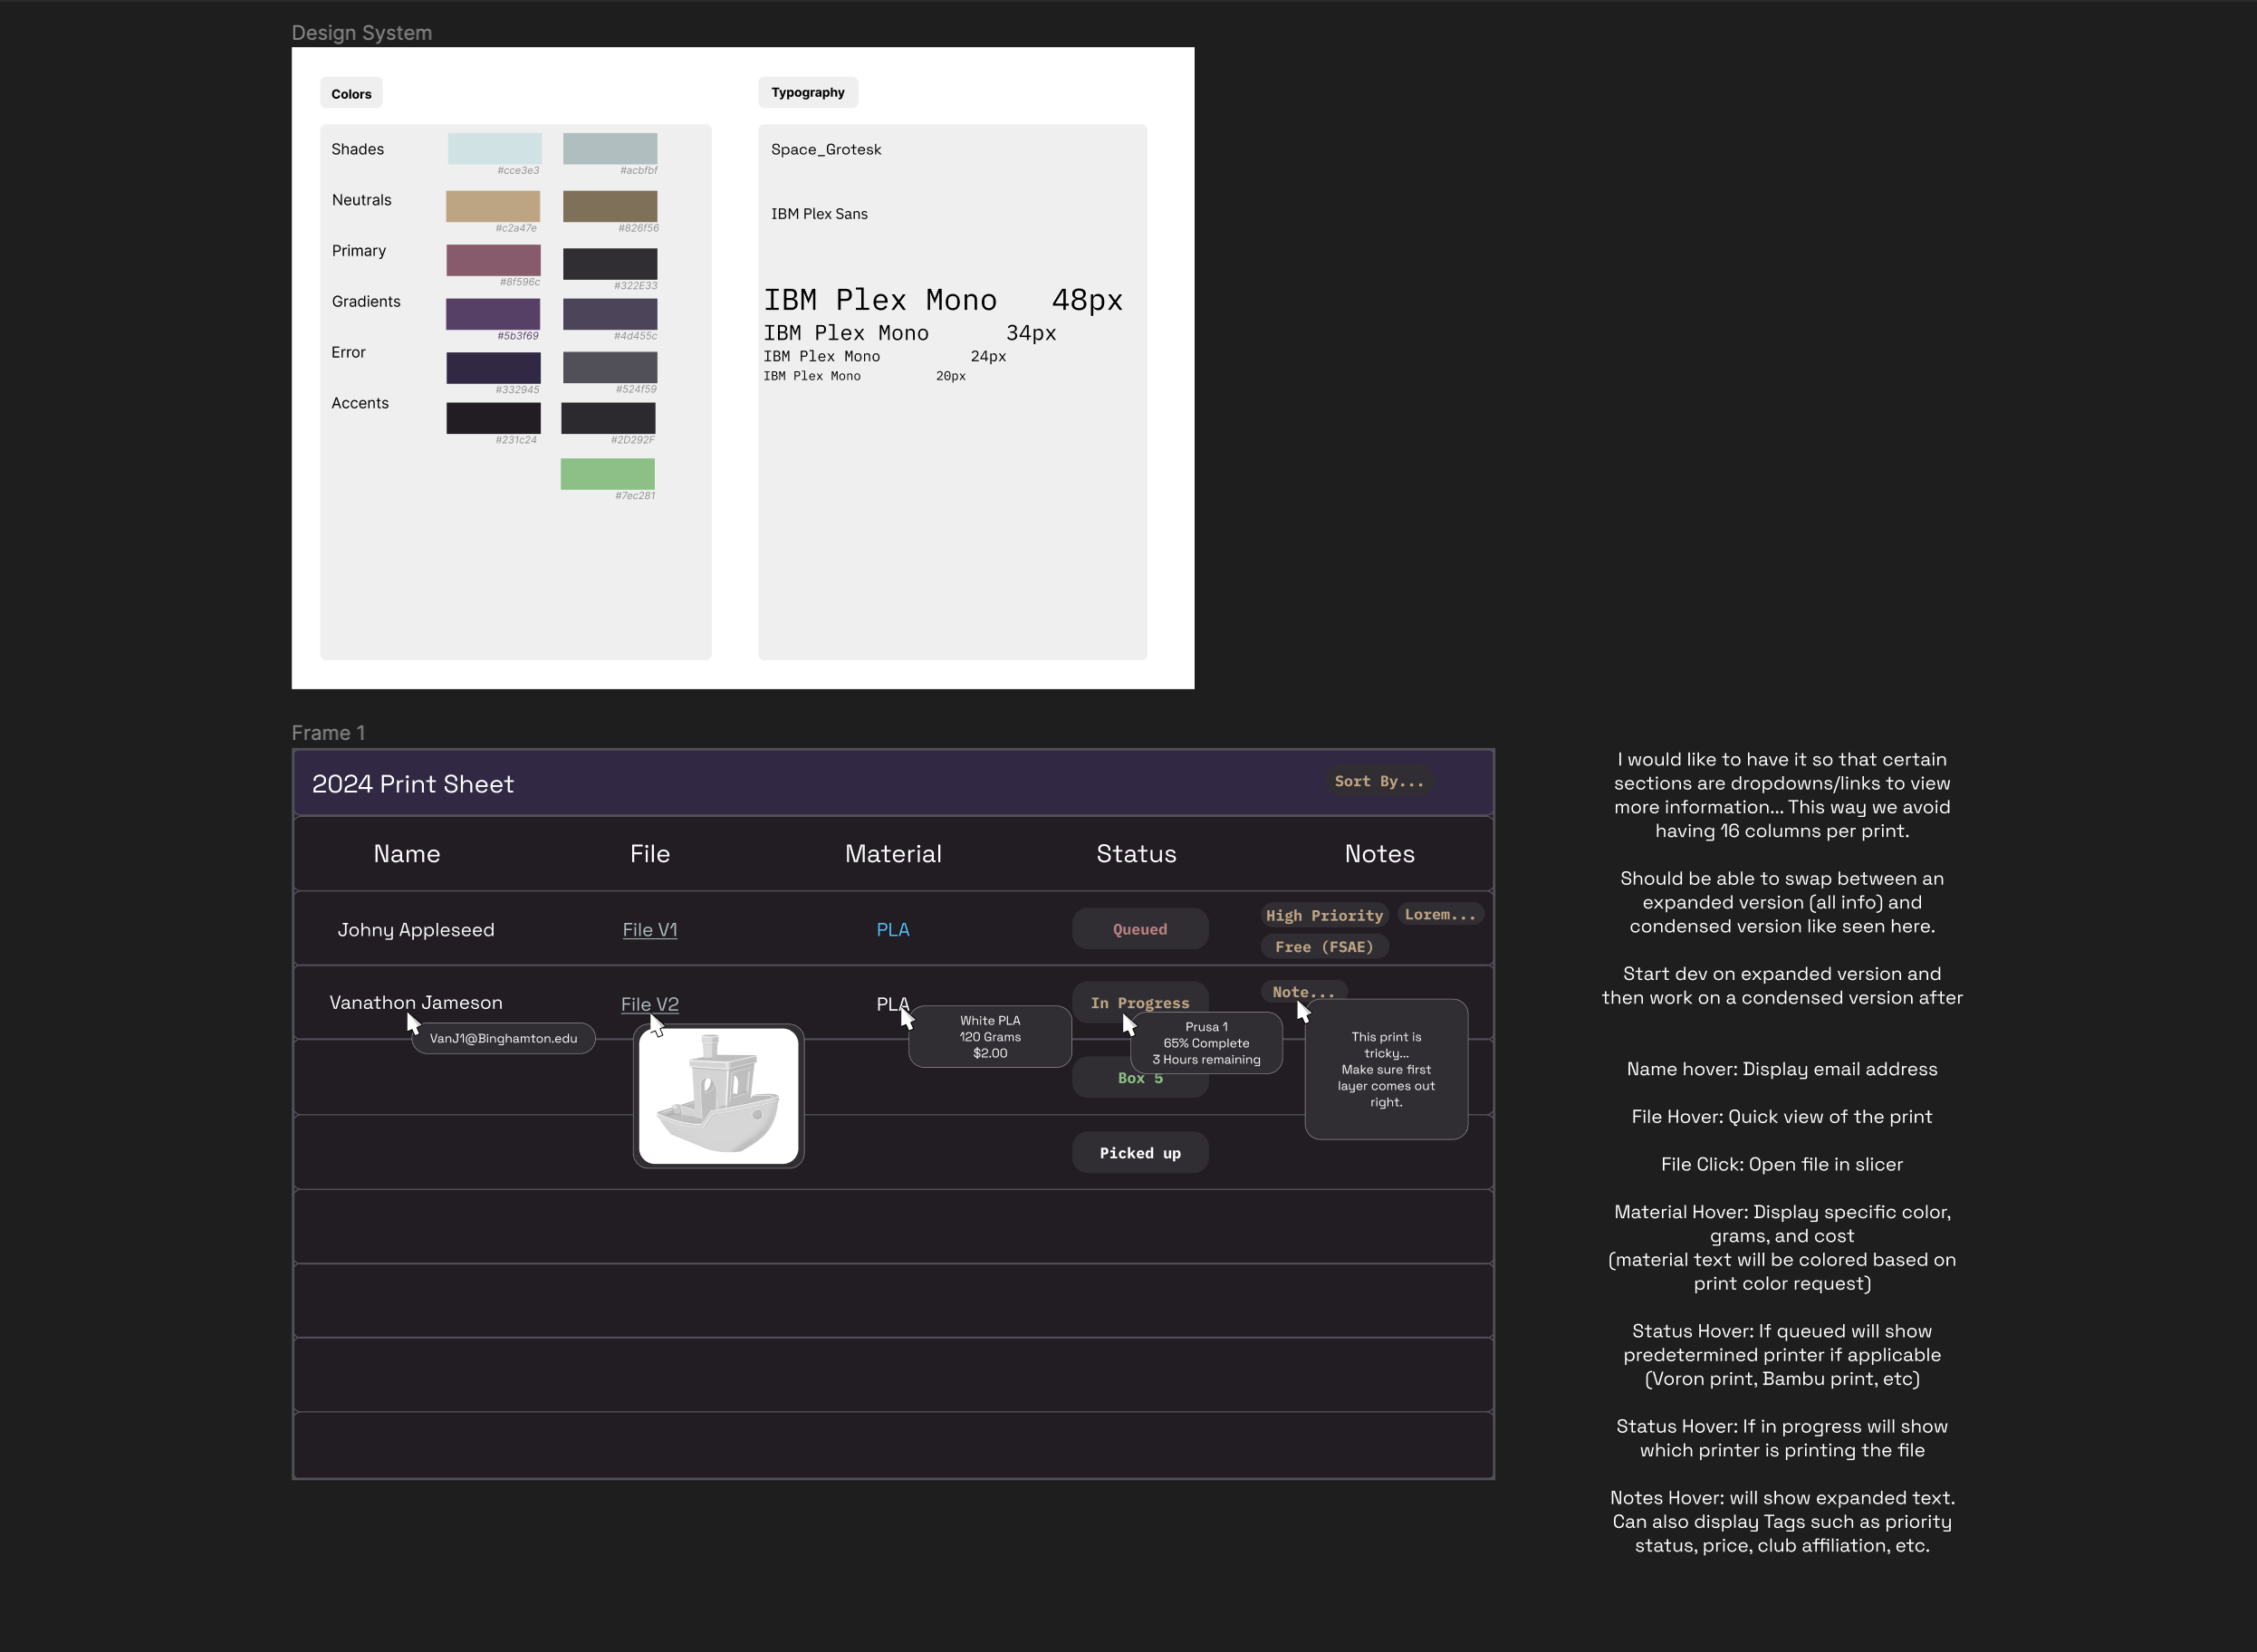 Design System
Colors
Shades
#cce3e3
#acbfbf
Neutrals
#c2a47e
#826f56
Primary
#8f596c
#322E33
Gradients
#5b3f69
#4d455c
Error
#332945
#524f59
Accents
#231c24
#2D292F
#7ec281
Typography
Space_Grotesk
IBM Plex Sans
IBM Plex Mono 48px
IBM Plex Mono 34px
IBM Plex Mono 24px
IBM Plex Mono 20px
Frame 1
2024 Print Sheet
Sort By...
Name
File
Material
Status
Notes
Johny Appleseed
File V1
PLA
Queued
High Priority
Lorem...
Free (FSAE)
Vanathon Jameson
File V2
PLA
In Progress
Note...
VanJ1@Binghamton.edu
White PLA
120 Grams
$2.00
Prusa 1
65% Complete
3 Hours remaining
This print is
tricky...
Make sure first
layer comes out
right.
Box 5
Picked up
I would like to have it so that certain
sections are dropdowns/links to view
more information... This way we avoid
having 16 columns per print.
Should be able to swap between an
expanded version (all info) and
condensed version like seen here.
Start dev on expanded version and
then work on a condensed version after
Name hover: Display email address
File Hover: Quick view of the print
File Click: Open file in slicer
Material Hover: Display specific color,
grams, and cost
(material text will be colored based on
print color request)
Status Hover: If queued will show
predetermined printer if applicable
(Voron print, Bambu print, etc)
Status Hover: If in progress will show
which printer is printing the file
Notes Hover: will show expanded text.
Can also display Tags such as priority
status, price, club affiliation, etc.